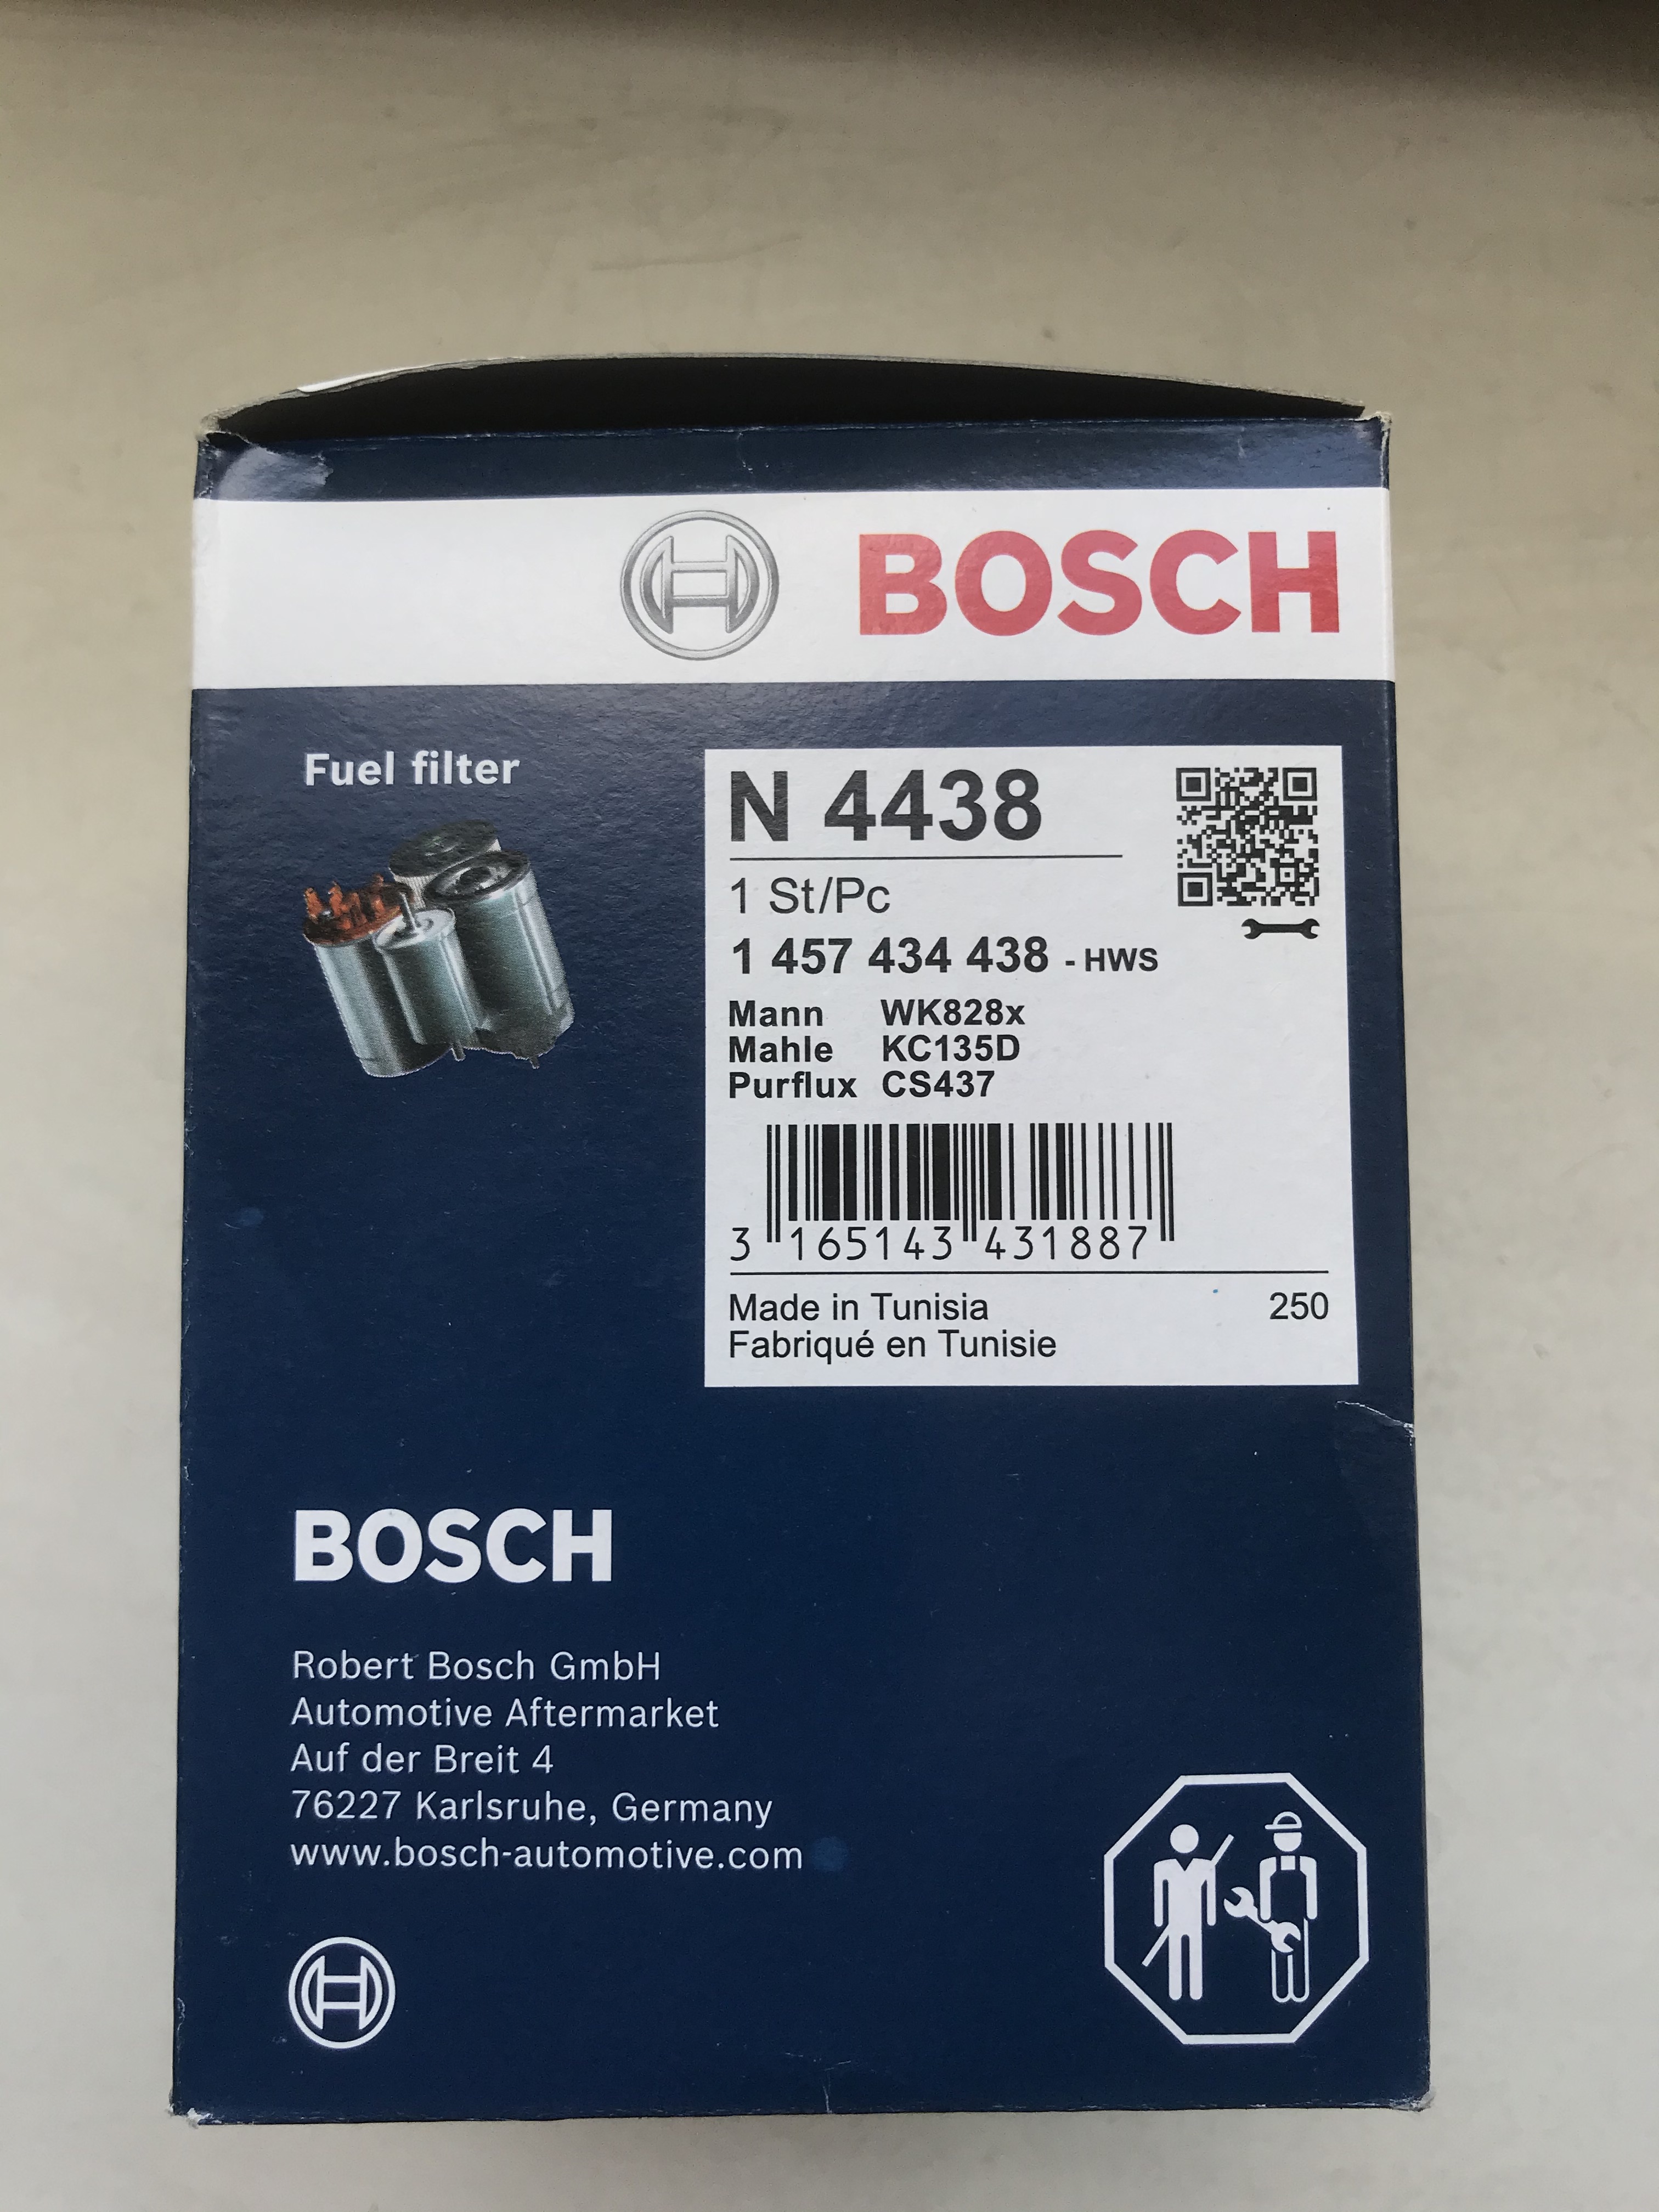 BOSCH
Fuel filter
N 4438
1 St/Pc
1 457 434 438 - HWS
Mann WK828x
Mahle KC135D
Purflux CS437
3 165143 431887
Made in Tunisia 250
Fabriqué en Tunisie
BOSCH
Robert Bosch GmbH
Automotive Aftermarket
Auf der Breit 4
76227 Karlsruhe, Germany
www.bosch-automotive.com